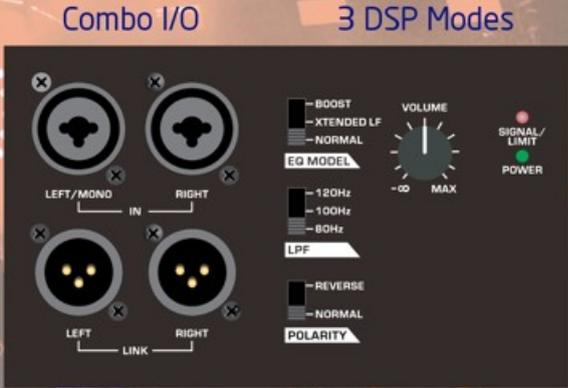 Combo I/O
3 DSP Modes
LEFT/MONO
RIGHT
IN
LEFT
RIGHT
LINK
BOOST
XTENDED LF
NORMAL
EQ MODEL
120Hz
100Hz
80Hz
LPF
REVERSE
NORMAL
POLARITY
VOLUME
-∞
MAX
SIGNAL/
LIMIT
POWER